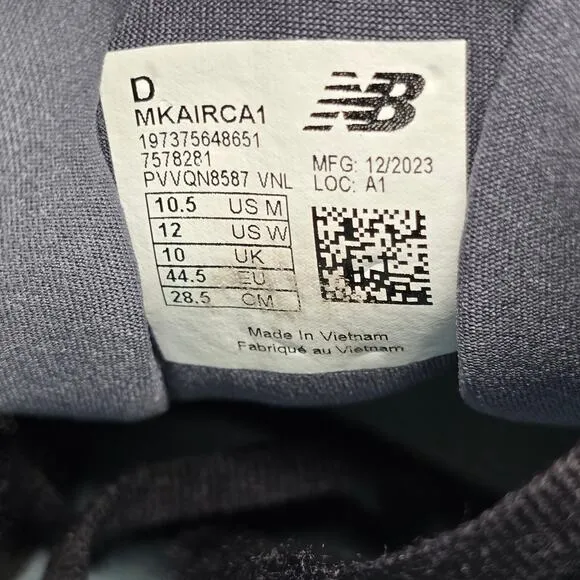 D
MKAIRCA1
197375648651
7578281
PVVQN8587 VNL
10.5 US M
12 US W
10 UK
44.5 EU
28.5 CM
NB
MFG: 12/2023
LOC: A1
Made In Vietnam
Fabriqué au Vietnam